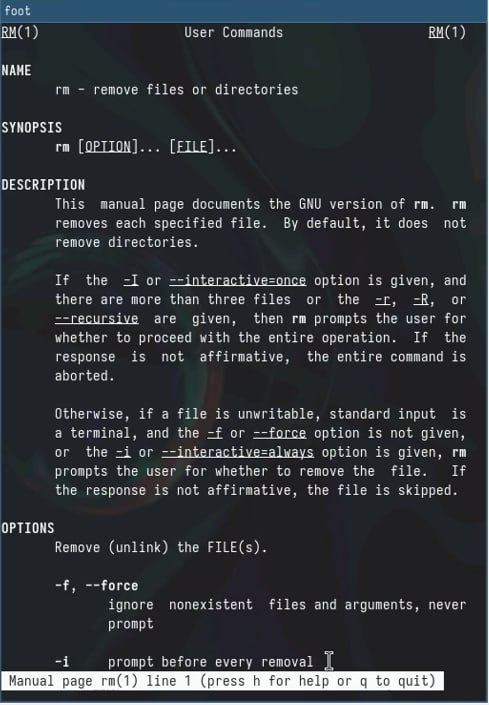 foot
RM(1) User Commands RM(1)
NAME
rm - remove files or directories
SYNOPSIS
rm [OPTION]... [FILE]...
DESCRIPTION
This manual page documents the GNU version of rm. rm
removes each specified file. By default, it does not
remove directories.
If the -I or --interactive=once option is given, and
there are more than three files or the -r, -R, or
--recursive are given, then rm prompts the user for
whether to proceed with the entire operation. If the
response is not affirmative, the entire command is
aborted.
Otherwise, if a file is unwritable, standard input is
a terminal, and the -f or --force option is not given,
or the -i or --interactive=always option is given, rm
prompts the user for whether to remove the file. If
the response is not affirmative, the file is skipped.
OPTIONS
Remove (unlink) the FILE(s).
-f, --force
ignore nonexistent files and arguments, never
prompt
-i prompt before every removal
Manual page rm(1) line 1 (press h for help or q to quit)